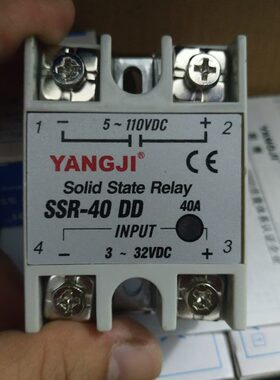 5 ~ 110VDC
1 - + 2
YANGJI® CE
Solid State Relay
SSR-40 DD 40A
INPUT
4 - + 3
3 ~ 32VDC